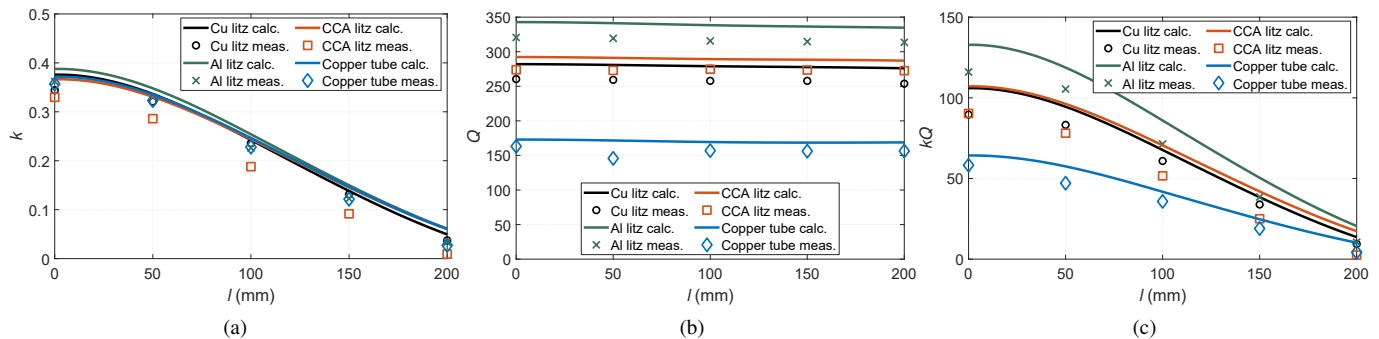 Cu litz calc.
Cu litz meas.
Al litz calc.
Al litz meas.
CCA litz calc.
CCA litz meas.
Copper tube calc.
Copper tube meas.
0.5
0.4
0.3
0.2
0.1
0
k
0 50 100 150 200
l (mm)
(a)
350
300
250
200
150
100
50
0
Q
Cu litz calc.
Cu litz meas.
Al litz calc.
Al litz meas.
CCA litz calc.
CCA litz meas.
Copper tube calc.
Copper tube meas.
0 50 100 150 200
l (mm)
(b)
150
100
50
0
kQ
Cu litz calc.
Cu litz meas.
Al litz calc.
Al litz meas.
CCA litz calc.
CCA litz meas.
Copper tube calc.
Copper tube meas.
0 50 100 150 200
l (mm)
(c)